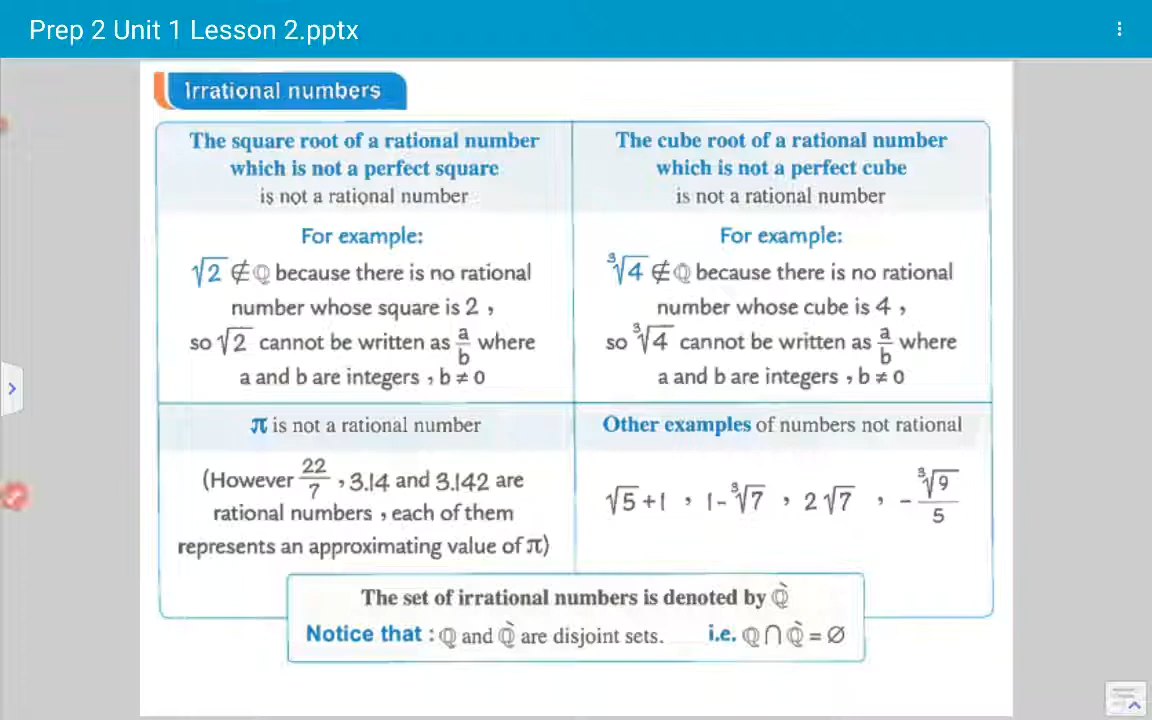 Prep 2 Unit 1 Lesson 2.pptx
Irrational numbers
The square root of a rational number
which is not a perfect square
is not a rational number
For example:
√2 ∉ ℚ because there is no rational
number whose square is 2 ,
so √2 cannot be written as a/b where
a and b are integers , b ≠ 0
The cube root of a rational number
which is not a perfect cube
is not a rational number
For example:
∛4 ∉ ℚ because there is no rational
number whose cube is 4 ,
so ∛4 cannot be written as a/b where
a and b are integers , b ≠ 0
π is not a rational number
(However 22/7 , 3.14 and 3.142 are
rational numbers , each of them
represents an approximating value of π)
Other examples of numbers not rational
√5 + 1 , 1 - ∛7 , 2√7 , - ∛9/5
The set of irrational numbers is denoted by ℚ̀
Notice that : ℚ and ℚ̀ are disjoint sets. i.e. ℚ ∩ ℚ̀ = ∅